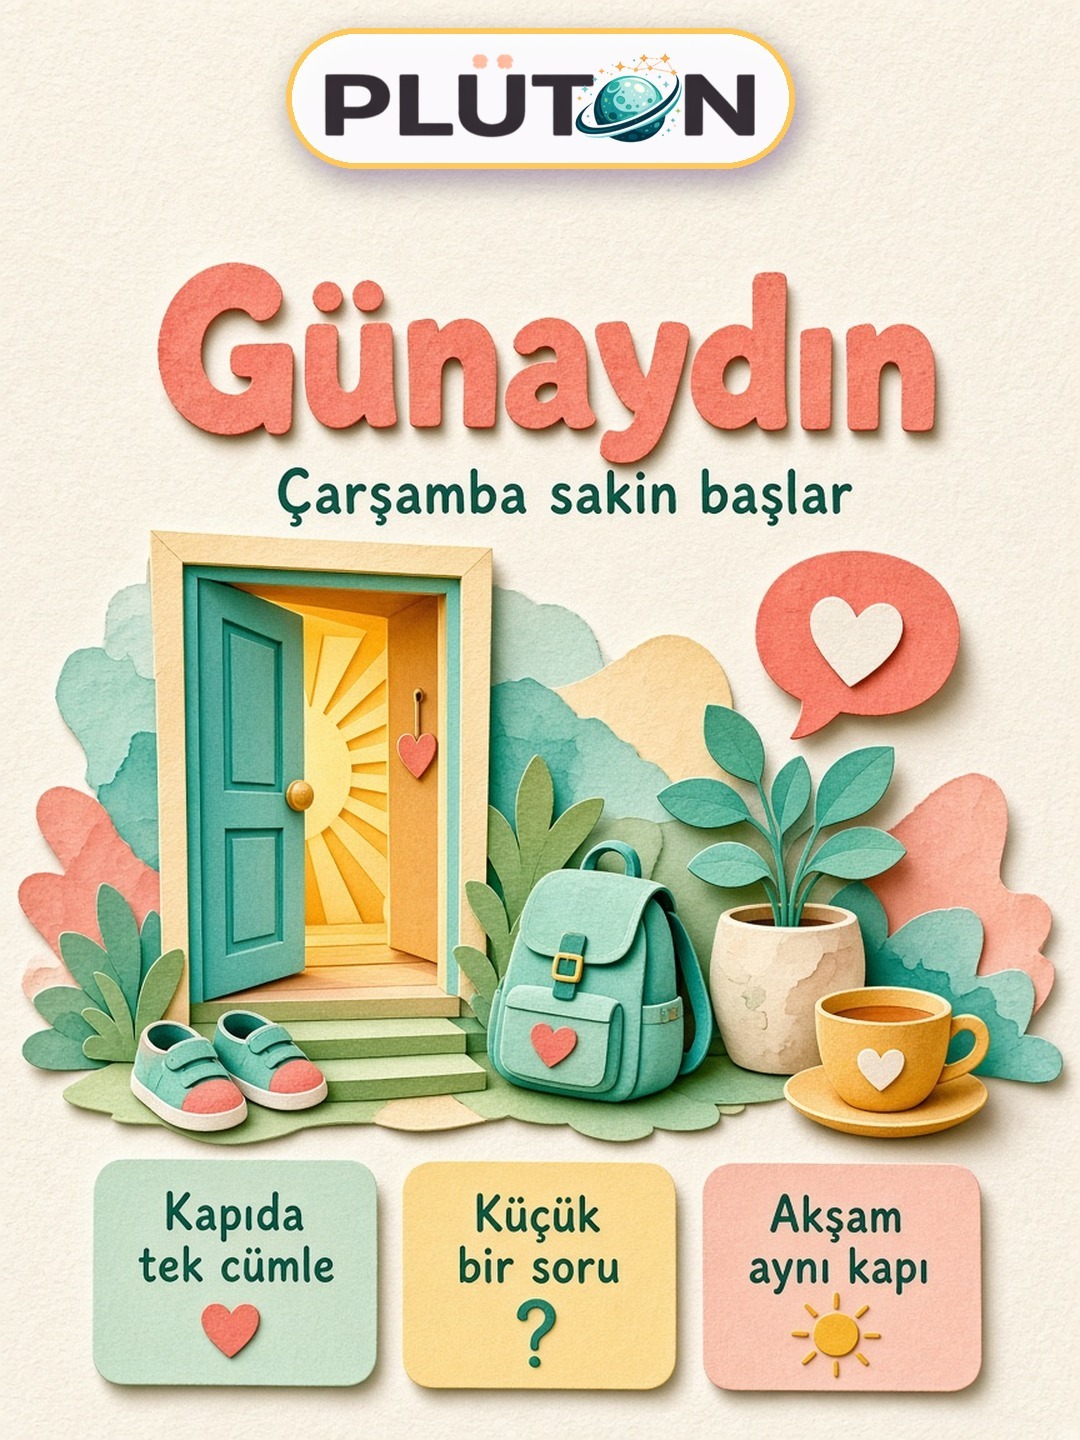 PLÜTON
Günaydın
Çarşamba sakin başlar
Kapıda
tek cümle
Küçük
bir soru
?
Akşam
aynı kapı